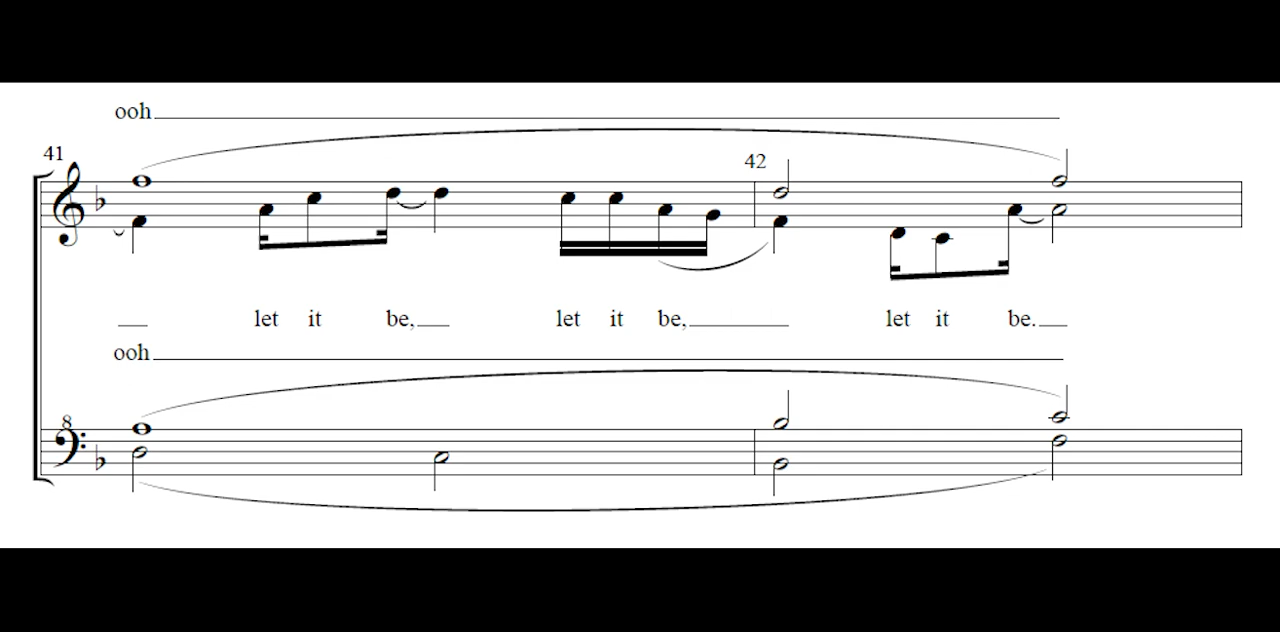 ooh
41
42
let it be, let it be, let it be.
ooh
8